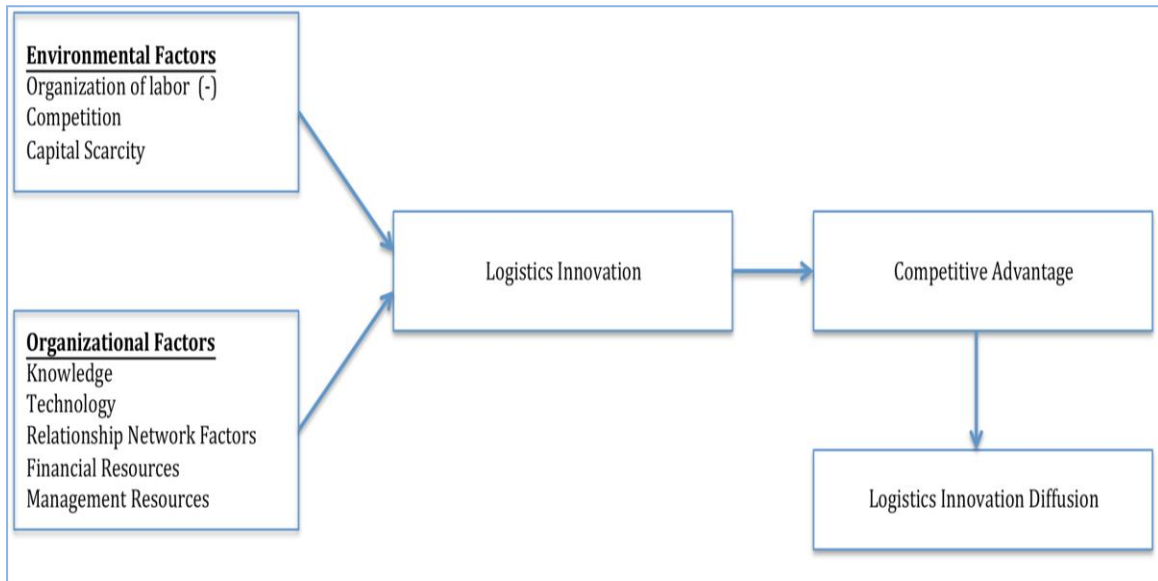 Environmental Factors
Organization of labor (-)
Competition
Capital Scarcity
Organizational Factors
Knowledge
Technology
Relationship Network Factors
Financial Resources
Management Resources
Logistics Innovation
Competitive Advantage
Logistics Innovation Diffusion